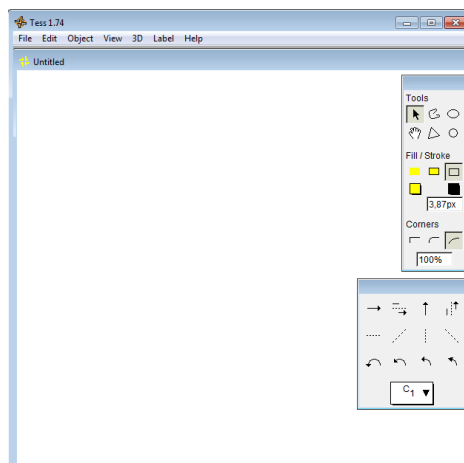 Tess 1.74
File Edit Object View 3D Label Help
Untitled
Tools
Fill / Stroke
3,87px
Corners
100%
C1